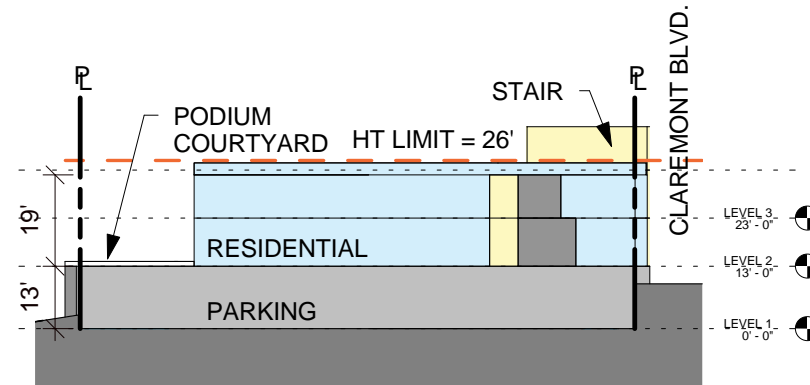 PL
PL
CLAREMONT BLVD.
STAIR
PODIUM
COURTYARD
HT LIMIT = 26'
19'
LEVEL 3
23' - 0"
RESIDENTIAL
LEVEL 2
13' - 0"
13'
PARKING
LEVEL 1
0' - 0"